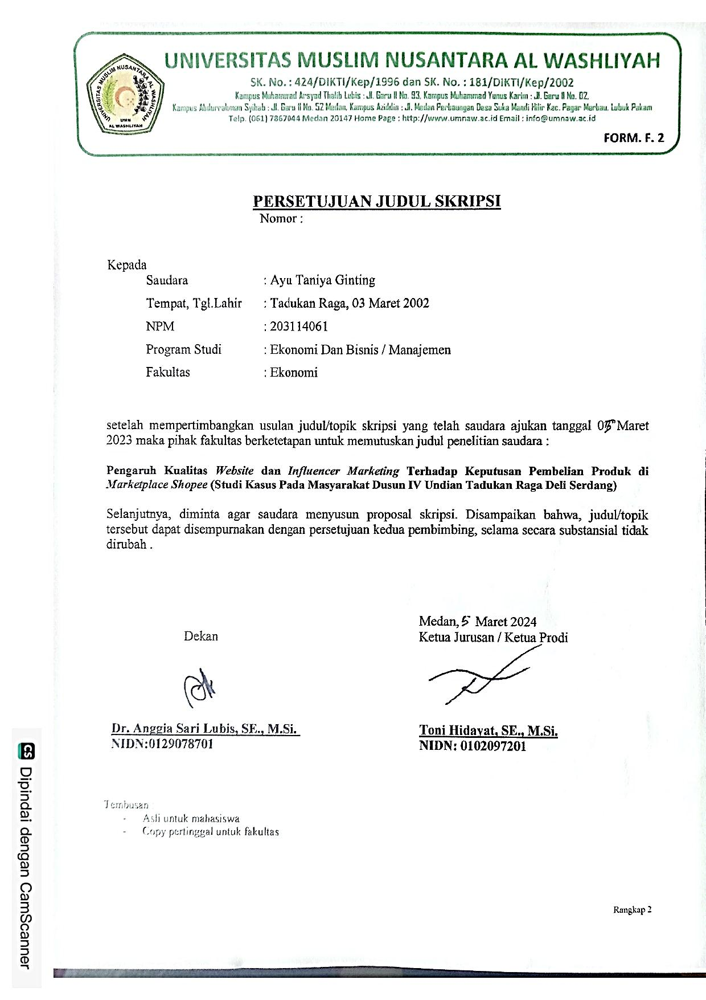 UNIVERSITAS MUSLIM NUSANTARA AL WASHLIYAH
SK. No. : 424/DIKTI/Kep/1996 dan SK. No. : 181/DIKTI/Kep/2002
Kampus Muhammad Arsyad Thalib Lubis : Jl. Garu II No. 93, Kampus Muhammad Yunus Karim : Jl. Garu II No. 02,
Kampus Abdurrahman Syihab : Jl. Garu II No. 52 Medan, Kampus Aziddin : Jl. Medan Perbaungan Desa Suka Mandi Hilir Kec. Pagar Merbau, Lubuk Pakam
Telp. (061) 7867044 Medan 20147 Home Page : http://www.umnaw.ac.id Email : info@umnaw.ac.id
FORM. F. 2
UNIVERSITAS MUSLIM NUSANTARA AL WASHLIYAH
UMN
AL WASHLIYAH
PERSETUJUAN JUDUL SKRIPSI
Nomor :
Kepada
Saudara : Ayu Taniya Ginting
Tempat, Tgl.Lahir : Tadukan Raga, 03 Maret 2002
NPM : 203114061
Program Studi : Ekonomi Dan Bisnis / Manajemen
Fakultas : Ekonomi
setelah mempertimbangkan usulan judul/topik skripsi yang telah saudara ajukan tanggal Maret
2023 maka pihak fakultas berketetapan untuk memutuskan judul penelitian saudara :
Pengaruh Kualitas Website dan Influencer Marketing Terhadap Keputusan Pembelian Produk di
Marketplace Shopee (Studi Kasus Pada Masyarakat Dusun IV Undian Tadukan Raga Deli Serdang)
Selanjutnya, diminta agar saudara menyusun proposal skripsi. Disampaikan bahwa, judul/topik
tersebut dapat disempurnakan dengan persetujuan kedua pembimbing, selama secara substansial tidak
dirubah .
Medan, 5 Maret 2024
Dekan
Ketua Jurusan / Ketua Prodi
Dr. Anggia Sari Lubis, SE., M.Si.
NIDN:0129078701
Toni Hidayat, SE., M.Si.
NIDN: 0102097201
Tembusan :
- Asli untuk mahasiswa
- Copy pertinggal untuk fakultas
Rangkap 2
CS Dipindai dengan CamScanner